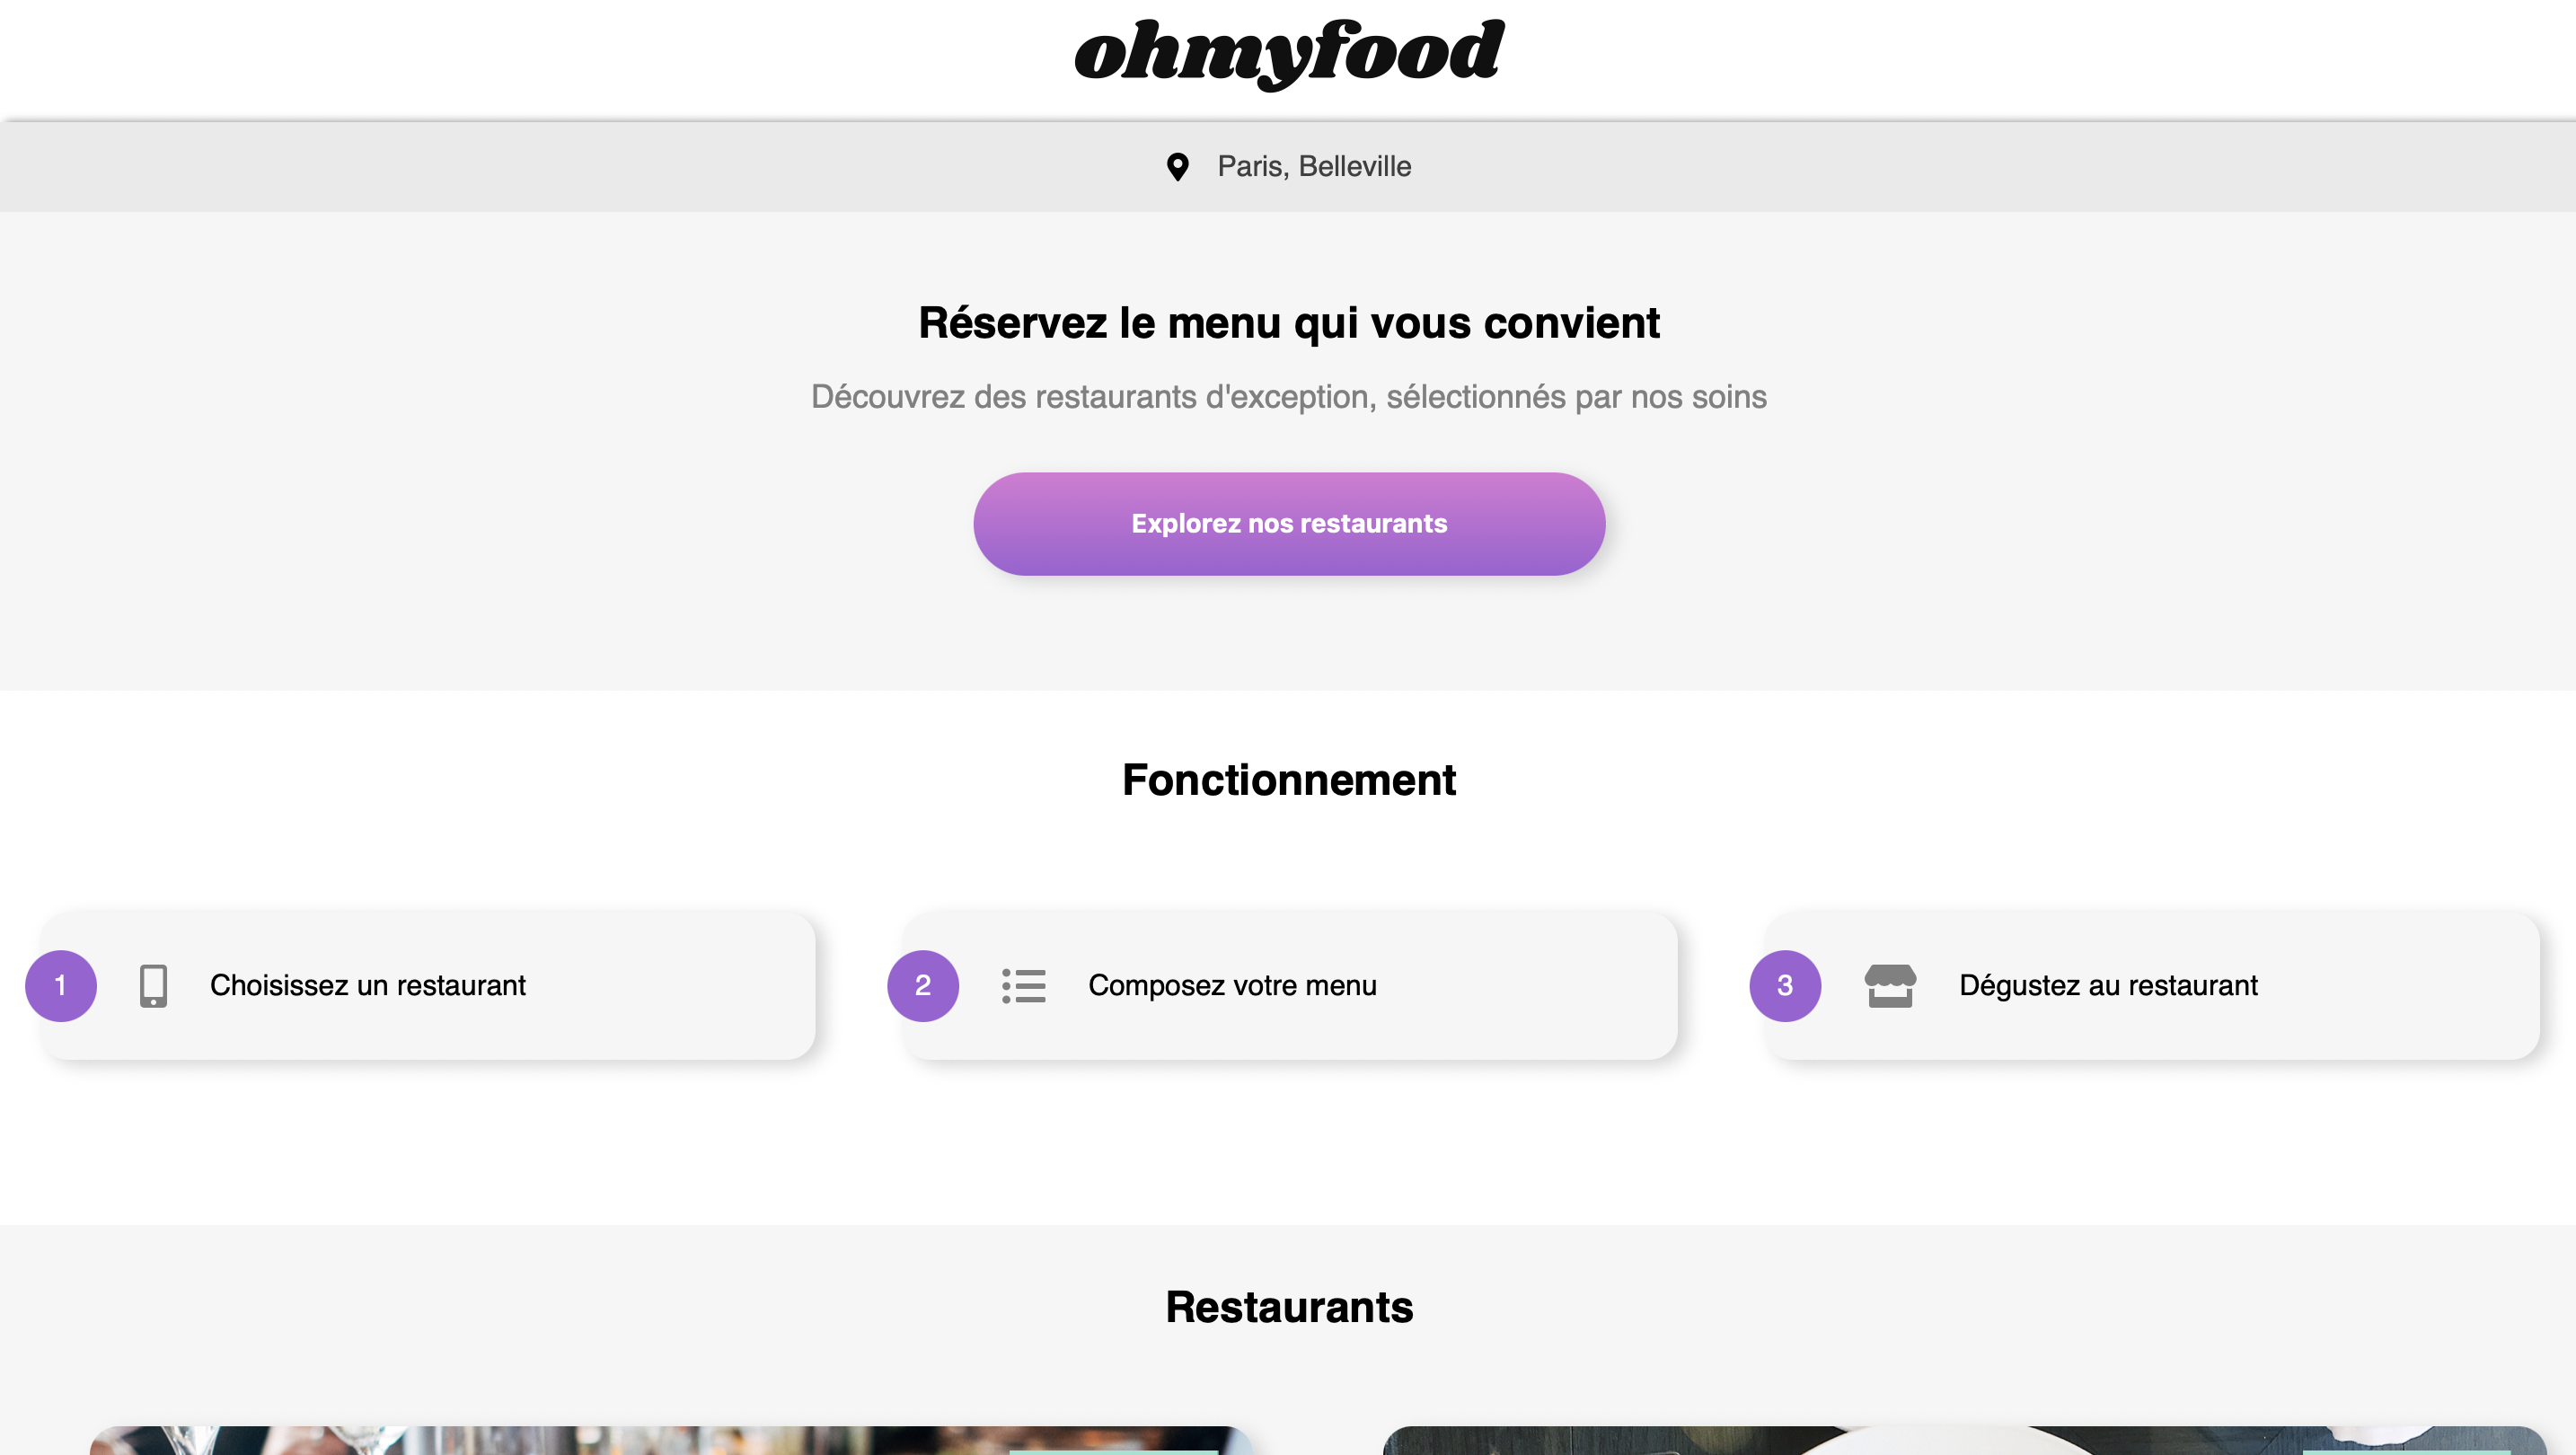 ohmyfood
Paris, Belleville
Réservez le menu qui vous convient
Découvrez des restaurants d'exception, sélectionnés par nos soins
Explorez nos restaurants
Fonctionnement
1 Choisissez un restaurant
2 Composez votre menu
3 Dégustez au restaurant
Restaurants